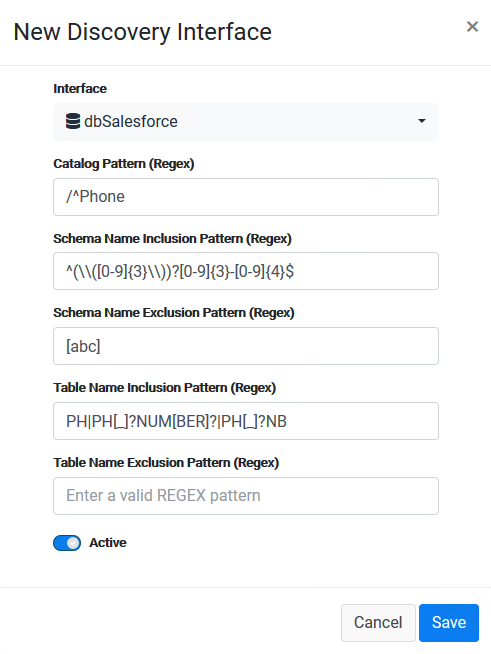 New Discovery Interface
×
Interface
dbSalesforce
Catalog Pattern (Regex)
/^Phone
Schema Name Inclusion Pattern (Regex)
^(\\([0-9]{3}\\))?[0-9]{3}-[0-9]{4}$
Schema Name Exclusion Pattern (Regex)
[abc]
Table Name Inclusion Pattern (Regex)
PH|PH[_]?NUM[BER]?|PH[_]?NB
Table Name Exclusion Pattern (Regex)
Enter a valid REGEX pattern
Active
Cancel Save